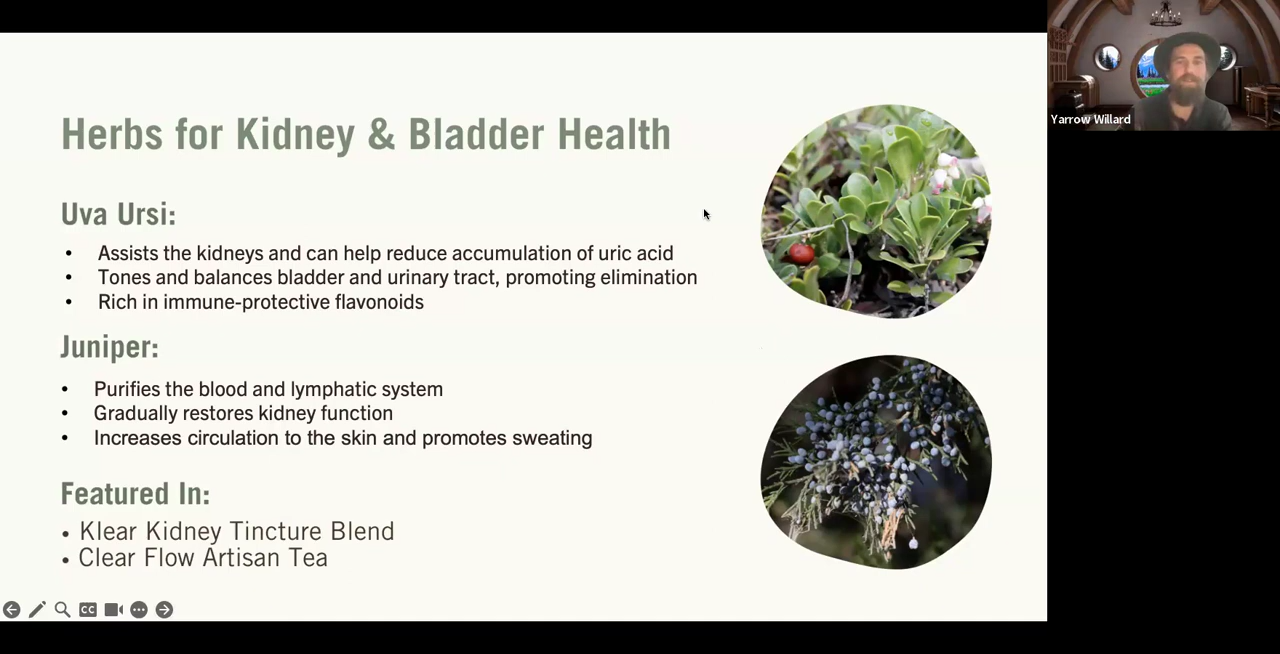 Herbs for Kidney & Bladder Health
Uva Ursi:
• Assists the kidneys and can help reduce accumulation of uric acid
• Tones and balances bladder and urinary tract, promoting elimination
• Rich in immune-protective flavonoids
Juniper:
• Purifies the blood and lymphatic system
• Gradually restores kidney function
• Increases circulation to the skin and promotes sweating
Featured In:
• Klear Kidney Tincture Blend
• Clear Flow Artisan Tea
CC
Yarrow Willard